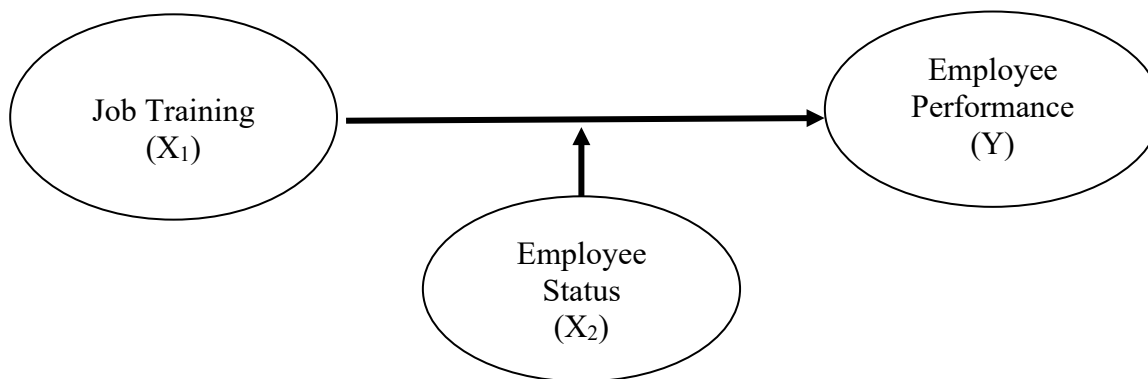 Job Training
(X₁)
Employee
Performance
(Y)
Employee
Status
(X₂)